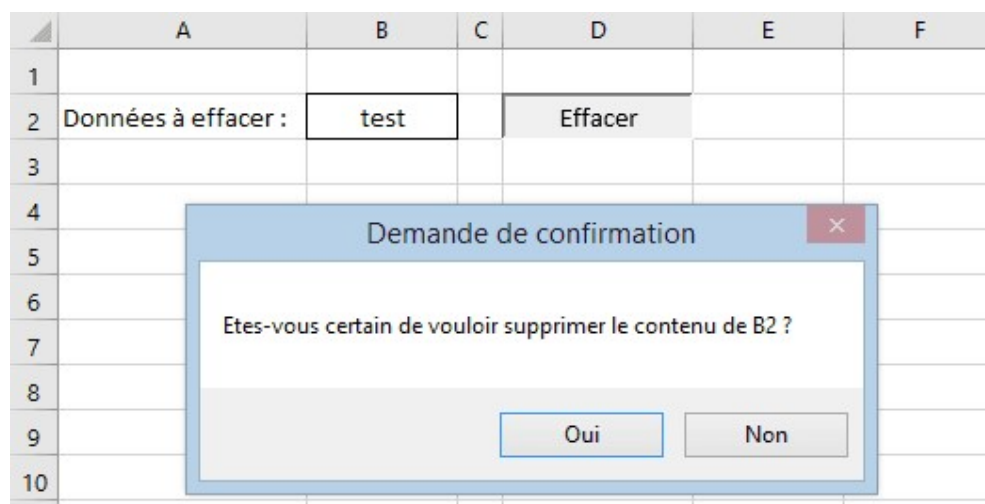 A B C D E F
1
2 Données à effacer : test Effacer
3
4
Demande de confirmation
5
6
Etes-vous certain de vouloir supprimer le contenu de B2 ?
7
8
9 Oui Non
10